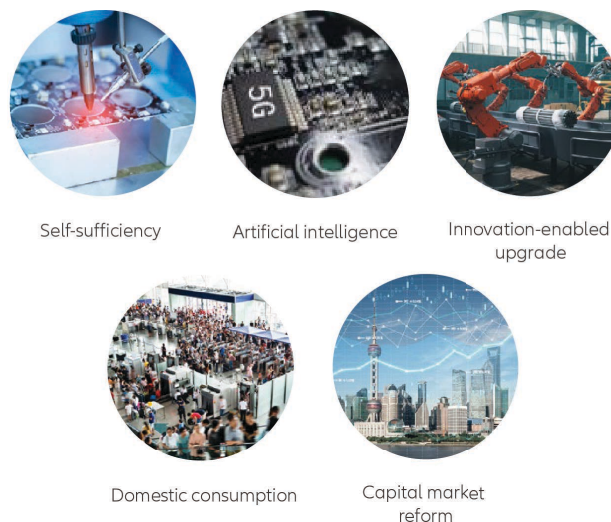 5G
Self-sufficiency
Artificial intelligence
Innovation-enabled
upgrade
Domestic consumption
Capital market
reform